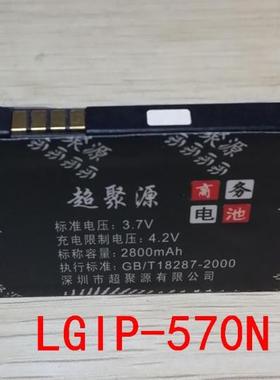 超聚源
商务
电池
标准电压: 3.7V
充电限制电压: 4.2V
标称容量: 2800mAh
执行标准: GB/T18287-2000
深圳市超聚源有限公司
LGIP-570N